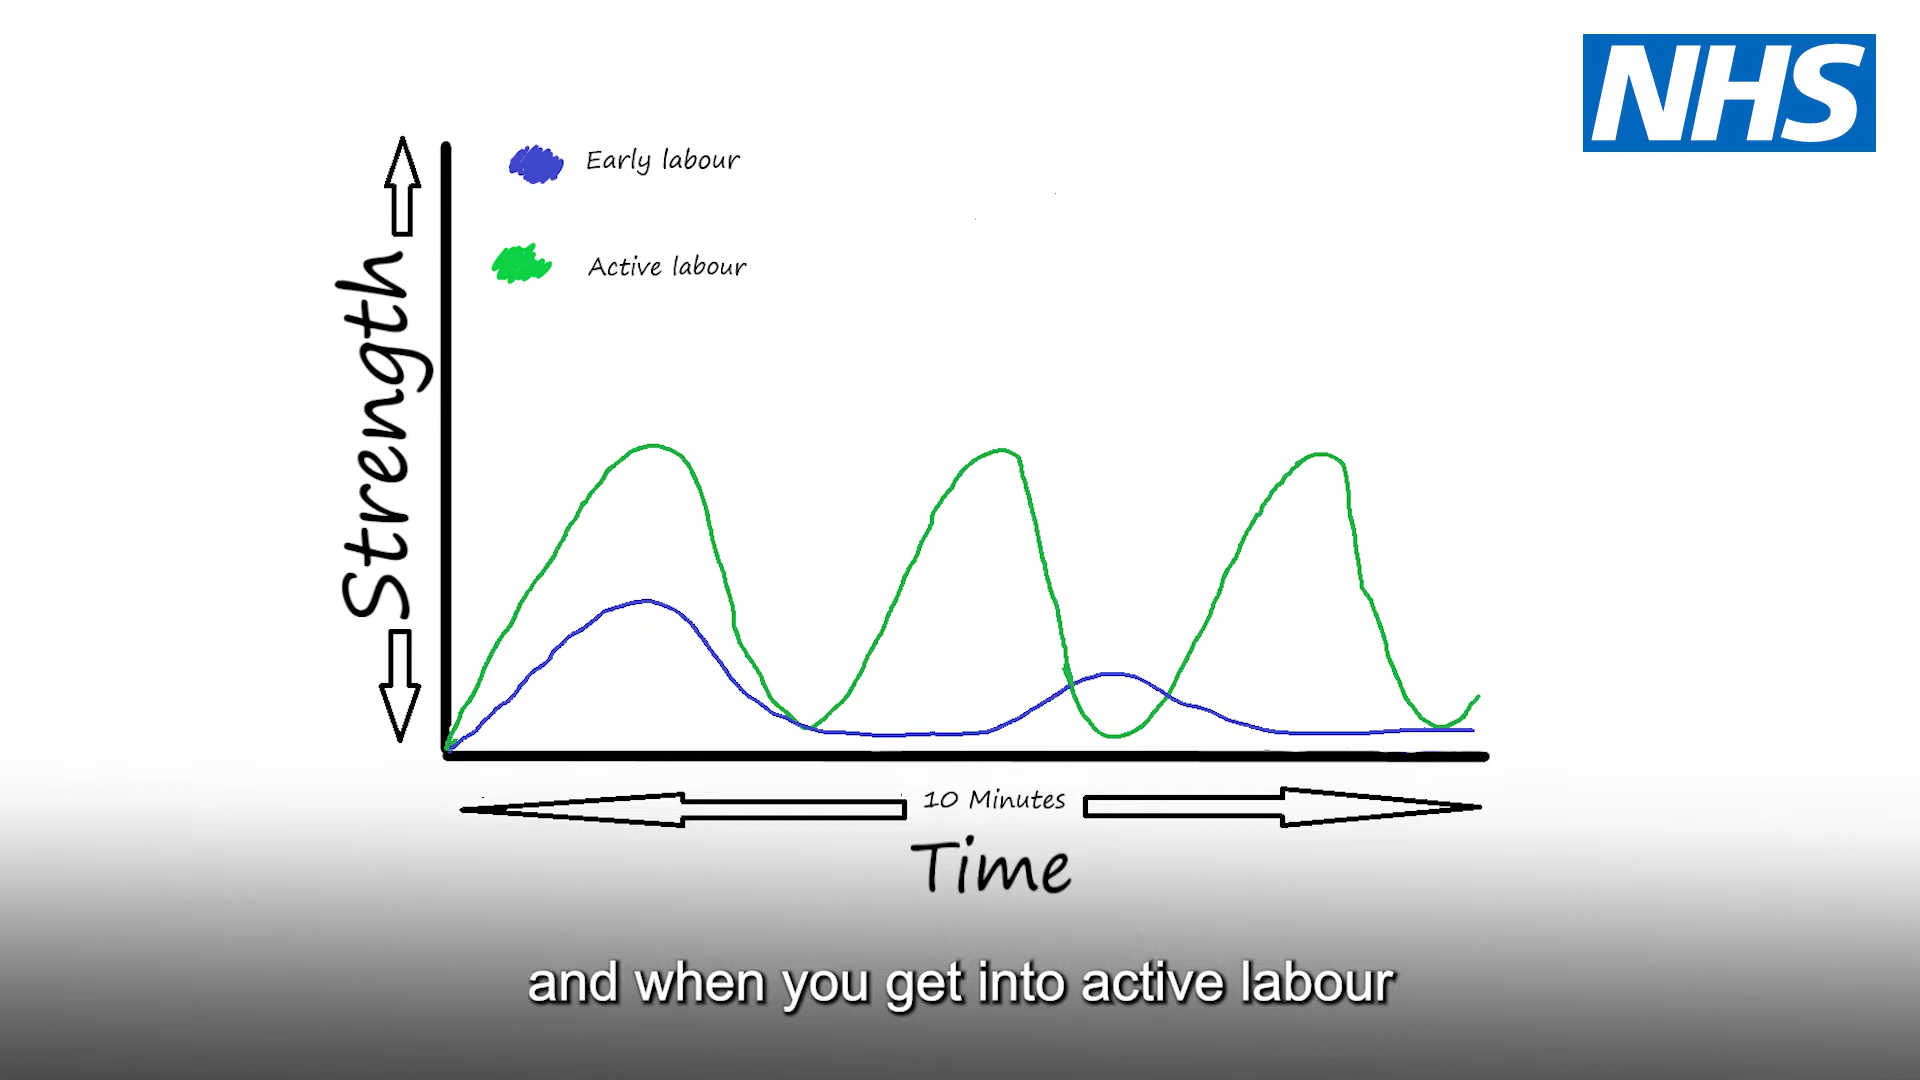 NHS
Early labour
Active labour
Strength
10 Minutes
Time
and when you get into active labour